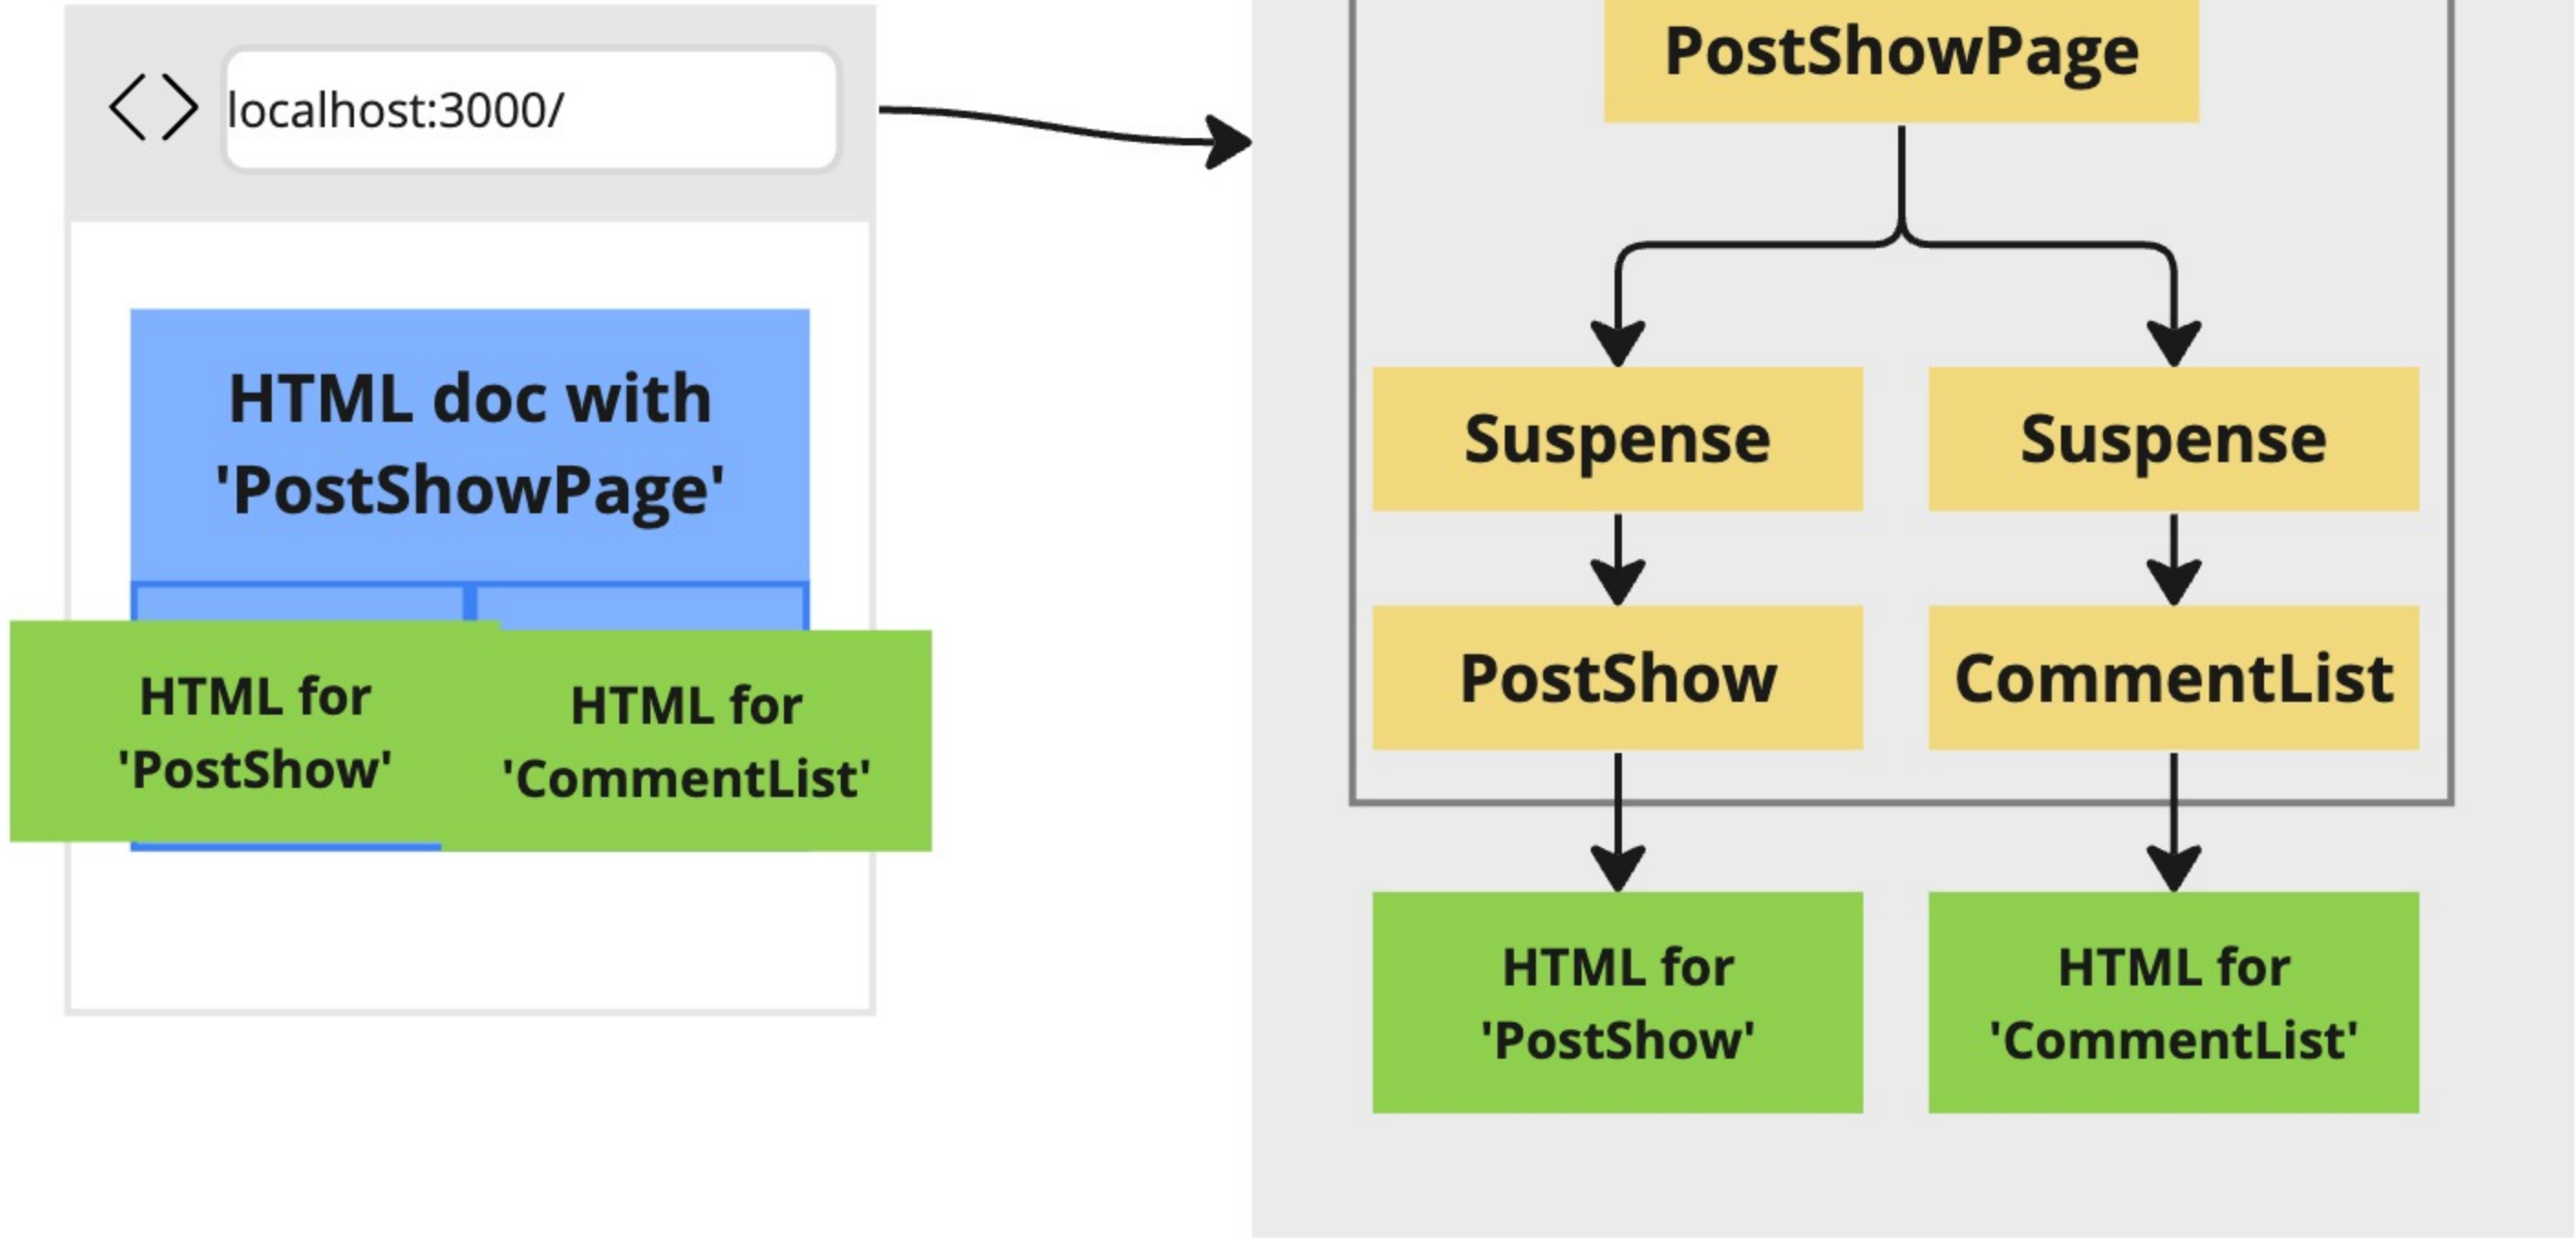 localhost:3000/
HTML doc with
'PostShowPage'
HTML for
'PostShow'
HTML for
'CommentList'
PostShowPage
Suspense
Suspense
PostShow
CommentList
HTML for
'PostShow'
HTML for
'CommentList'